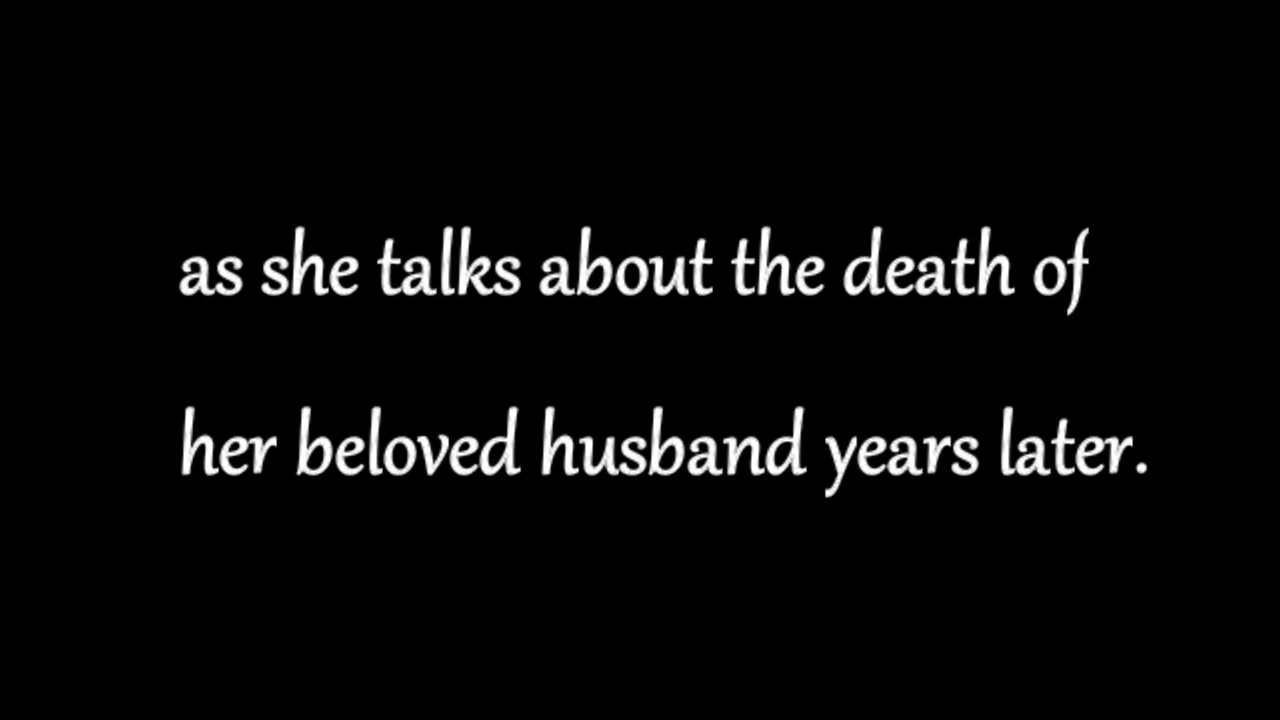 as she talks about the death of
her beloved husband years later.